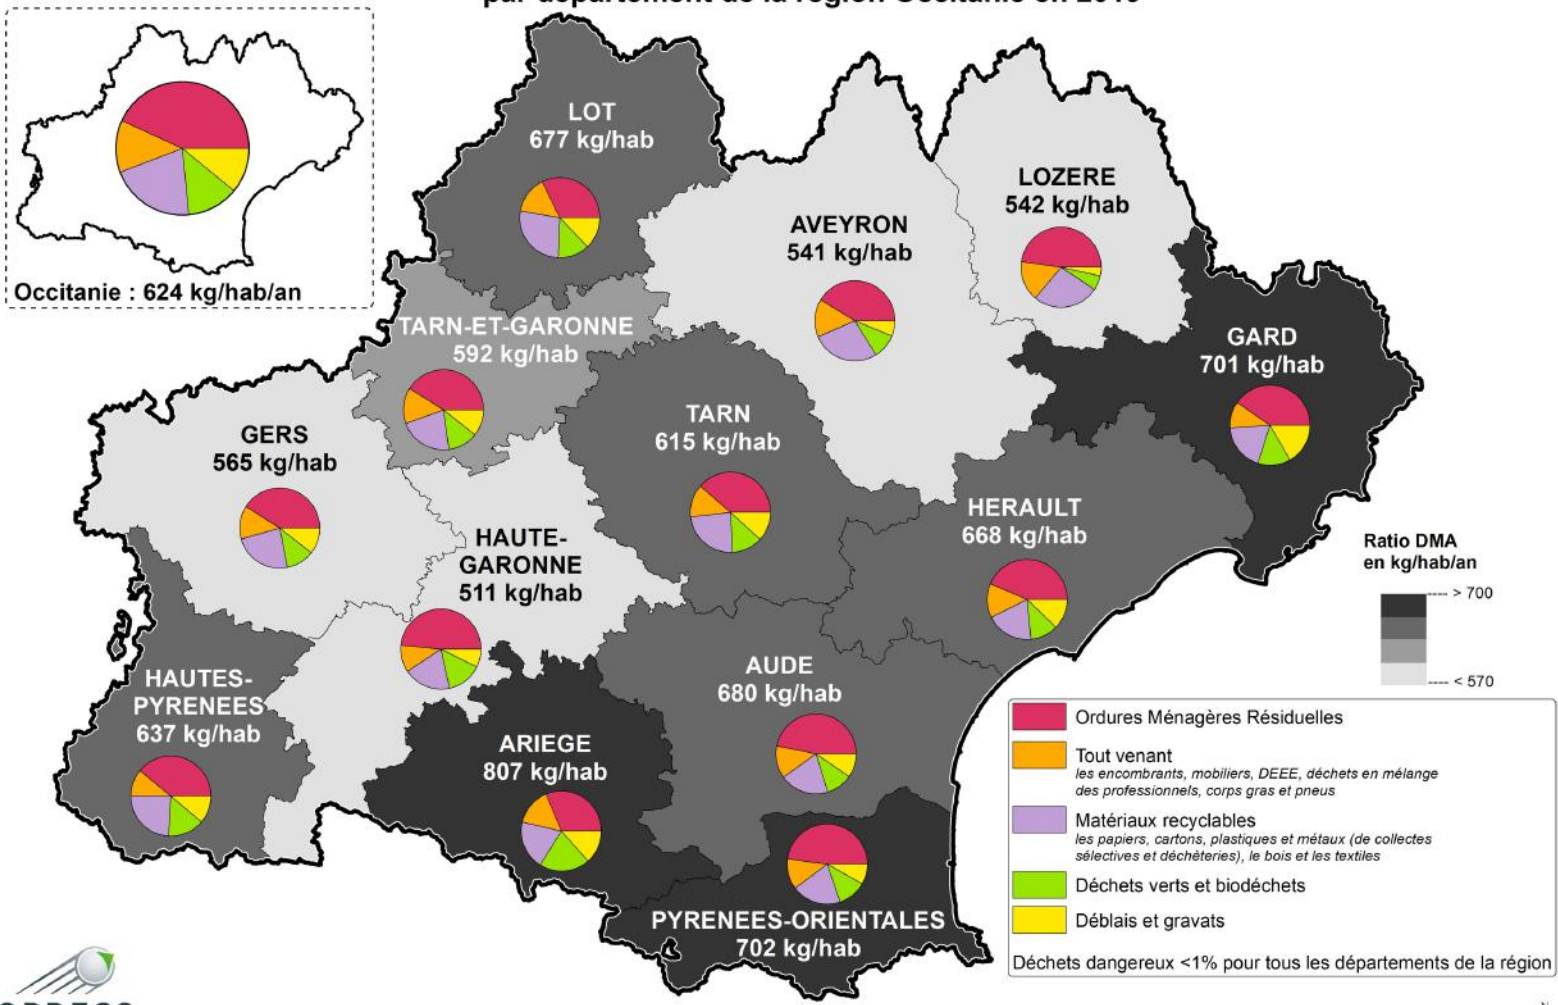 Occitanie : 624 kg/hab/an
LOT
677 kg/hab
LOZERE
542 kg/hab
AVEYRON
541 kg/hab
TARN-ET-GARONNE
592 kg/hab
GARD
701 kg/hab
TARN
615 kg/hab
GERS
565 kg/hab
HERAULT
668 kg/hab
HAUTE-
GARONNE
511 kg/hab
HAUTES-
PYRENEES
637 kg/hab
AUDE
680 kg/hab
ARIEGE
807 kg/hab
PYRENEES-ORIENTALES
702 kg/hab
Ratio DMA
en kg/hab/an
> 700
< 570
Ordures Ménagères Résiduelles
Tout venant
les encombrants, mobiliers, DEEE, déchets en mélange
des professionnels, corps gras et pneus
Matériaux recyclables
les papiers, cartons, plastiques et métaux (de collectes
sélectives et déchèteries), le bois et les textiles
Déchets verts et biodéchets
Déblais et gravats
Déchets dangereux <1% pour tous les départements de la région